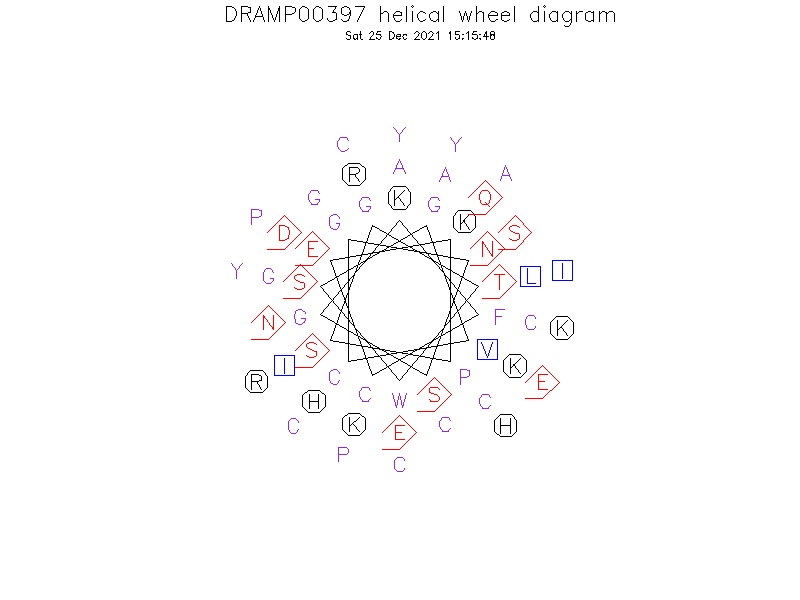 DRAMP00397 helical wheel diagram
Sat 25 Dec 2021 15:15:48
Y
C Y
A
R A A
G K Q
G G
P G K
D S
E N
Y G S T L I
N G F C K
S V
I K
R C P E
H C W S C
C K E C H
P
C